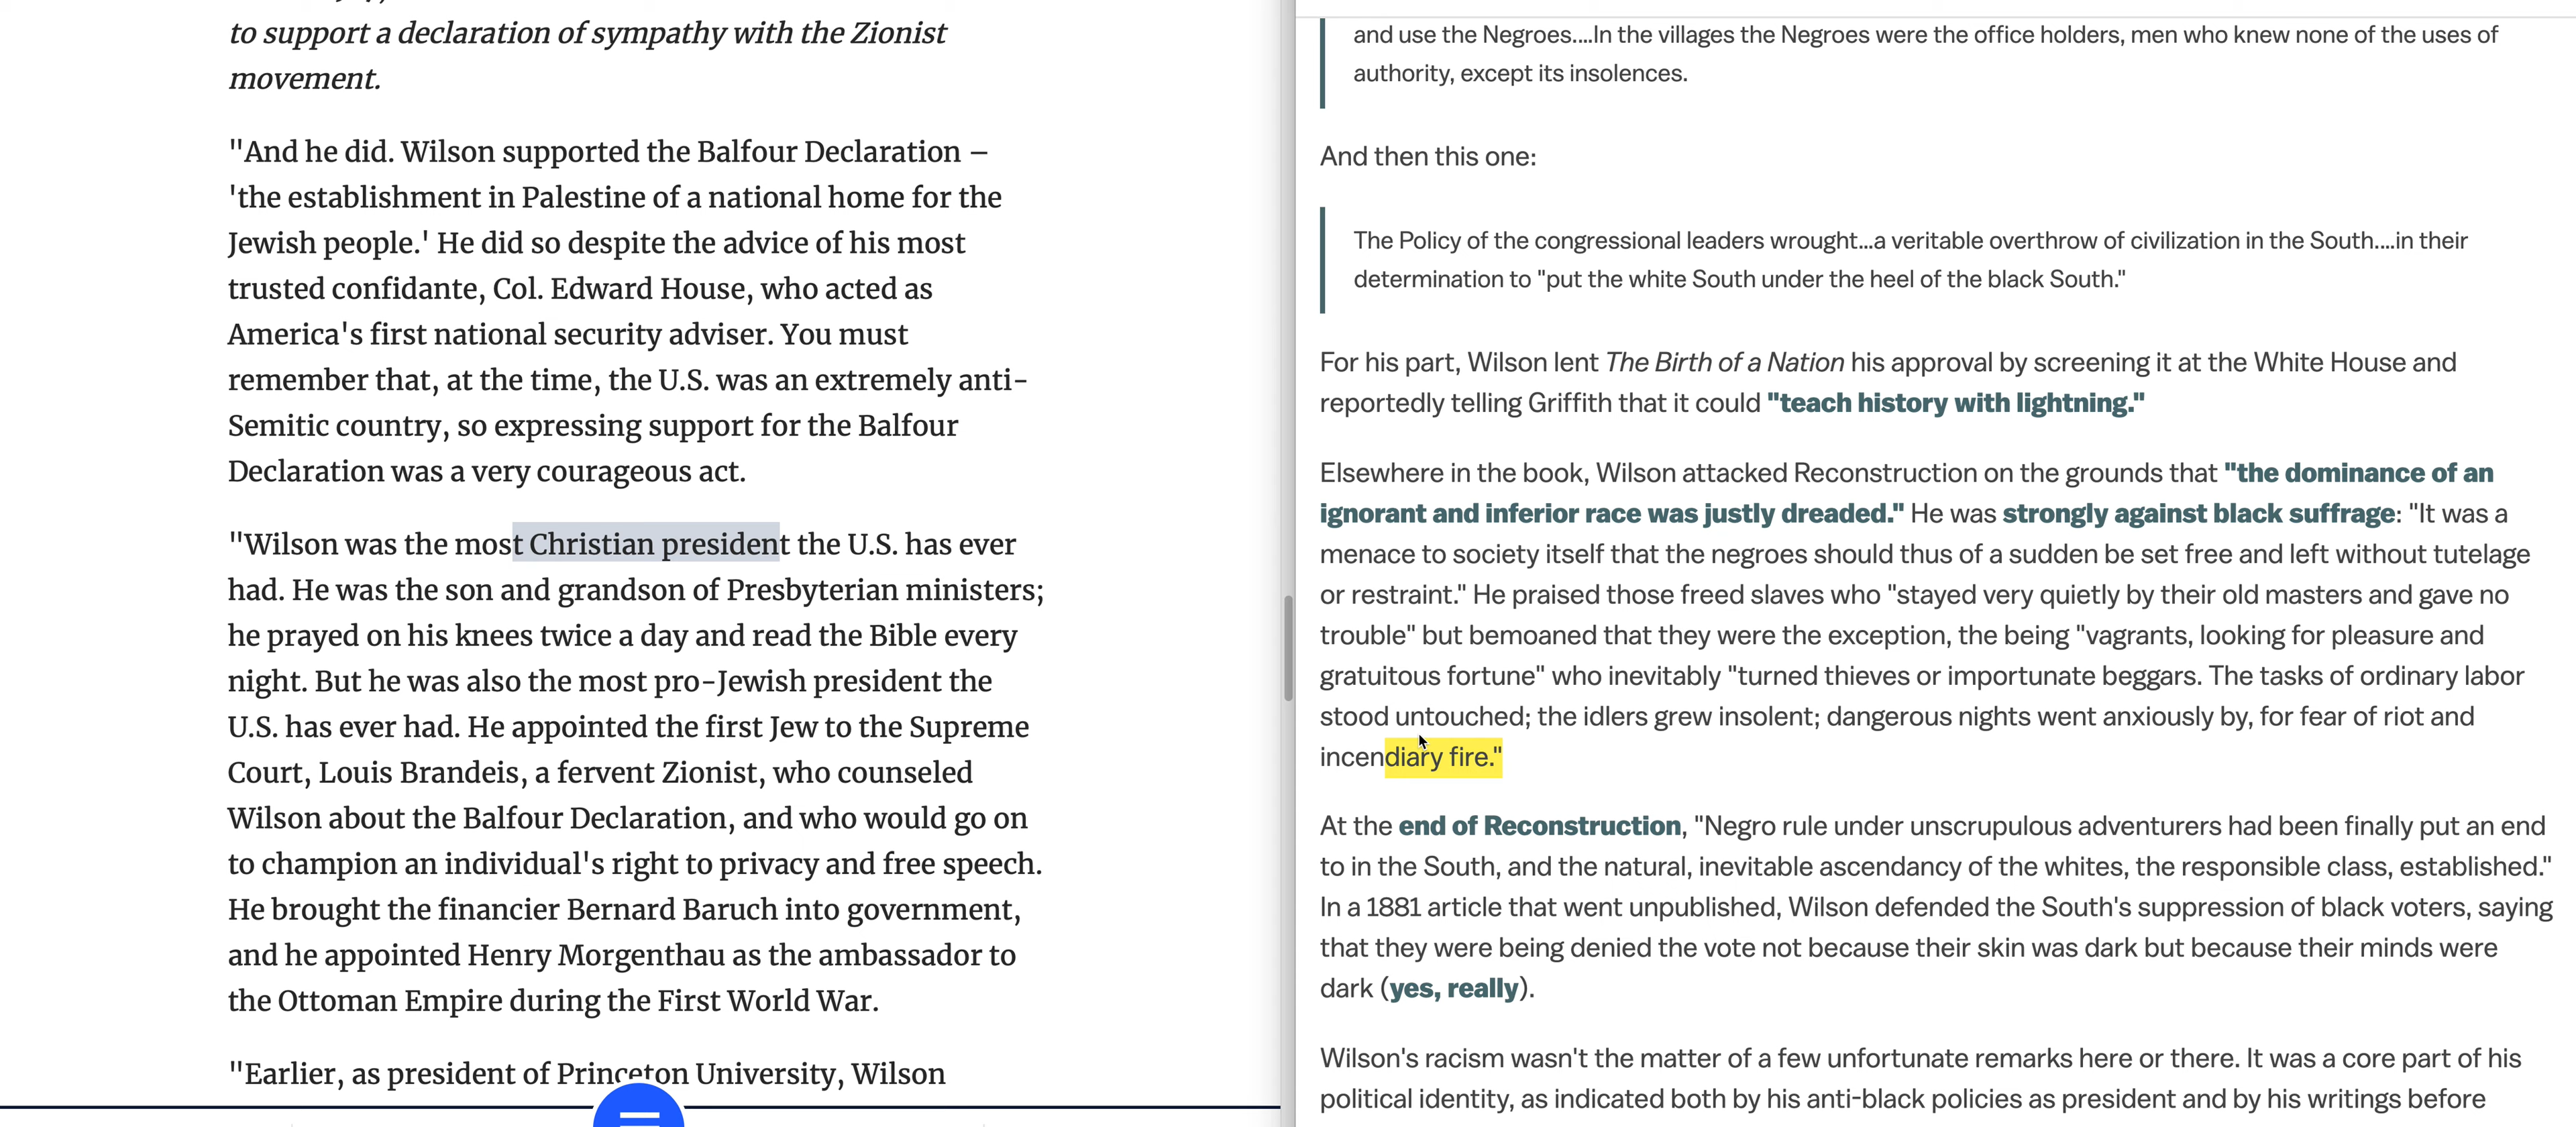 to support a declaration of sympathy with the Zionist
movement.
"And he did. Wilson supported the Balfour Declaration –
'the establishment in Palestine of a national home for the
Jewish people.' He did so despite the advice of his most
trusted confidante, Col. Edward House, who acted as
America's first national security adviser. You must
remember that, at the time, the U.S. was an extremely anti-
Semitic country, so expressing support for the Balfour
Declaration was a very courageous act.
"Wilson was the most Christian president the U.S. has ever
had. He was the son and grandson of Presbyterian ministers;
he prayed on his knees twice a day and read the Bible every
night. But he was also the most pro-Jewish president the
U.S. has ever had. He appointed the first Jew to the Supreme
Court, Louis Brandeis, a fervent Zionist, who counseled
Wilson about the Balfour Declaration, and who would go on
to champion an individual's right to privacy and free speech.
He brought the financier Bernard Baruch into government,
and he appointed Henry Morgenthau as the ambassador to
the Ottoman Empire during the First World War.
"Earlier, as president of Princeton University, Wilson
and use the Negroes....In the villages the Negroes were the office holders, men who knew none of the uses of
authority, except its insolences.
And then this one:
The Policy of the congressional leaders wrought...a veritable overthrow of civilization in the South....in their
determination to "put the white South under the heel of the black South."
For his part, Wilson lent The Birth of a Nation his approval by screening it at the White House and
reportedly telling Griffith that it could "teach history with lightning."
Elsewhere in the book, Wilson attacked Reconstruction on the grounds that "the dominance of an
ignorant and inferior race was justly dreaded." He was strongly against black suffrage: "It was a
menace to society itself that the negroes should thus of a sudden be set free and left without tutelage
or restraint." He praised those freed slaves who "stayed very quietly by their old masters and gave no
trouble" but bemoaned that they were the exception, the being "vagrants, looking for pleasure and
gratuitous fortune" who inevitably "turned thieves or importunate beggars. The tasks of ordinary labor
stood untouched; the idlers grew insolent; dangerous nights went anxiously by, for fear of riot and
incendiary fire."
At the end of Reconstruction, "Negro rule under unscrupulous adventurers had been finally put an end
to in the South, and the natural, inevitable ascendancy of the whites, the responsible class, established."
In a 1881 article that went unpublished, Wilson defended the South's suppression of black voters, saying
that they were being denied the vote not because their skin was dark but because their minds were
dark (yes, really).
Wilson's racism wasn't the matter of a few unfortunate remarks here or there. It was a core part of his
political identity, as indicated both by his anti-black policies as president and by his writings before